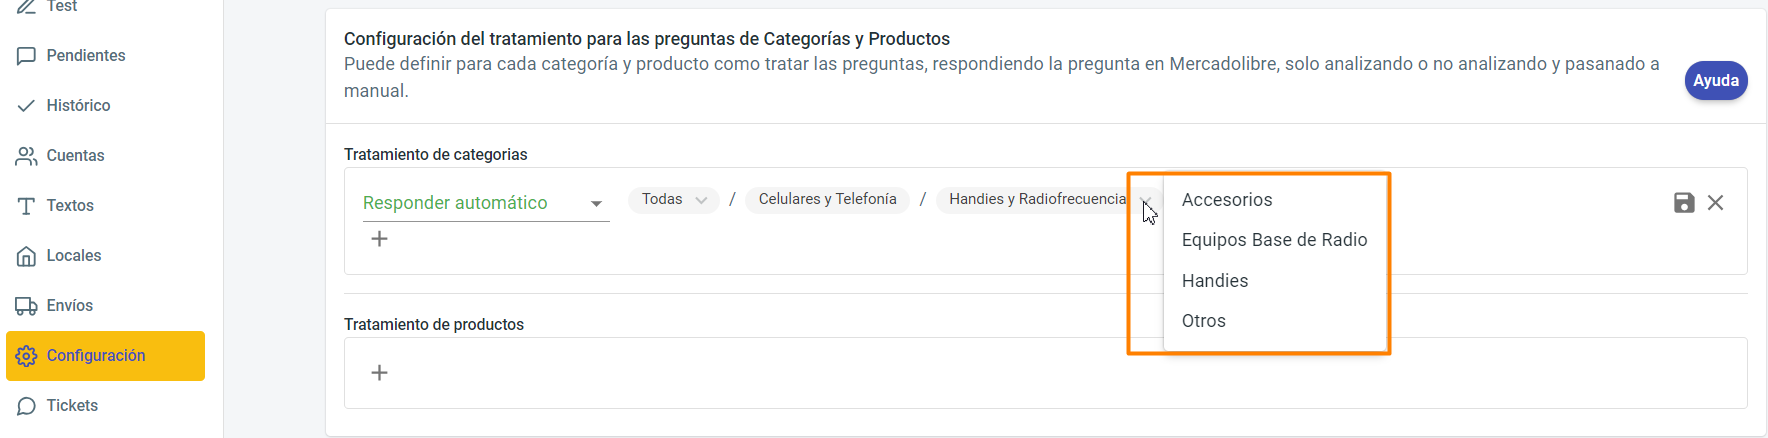 Test
Pendientes
Histórico
Cuentas
Textos
Locales
Envíos
Configuración
Tickets
Configuración del tratamiento para las preguntas de Categorías y Productos
Puede definir para cada categoría y producto como tratar las preguntas, respondiendo la pregunta en Mercadolibre, solo analizando o no analizando y pasanado a
manual.
Ayuda
Tratamiento de categorias
Responder automático Todas / Celulares y Telefonía / Handies y Radiofrecuencia
Accesorios
Equipos Base de Radio
Handies
Otros
Tratamiento de productos